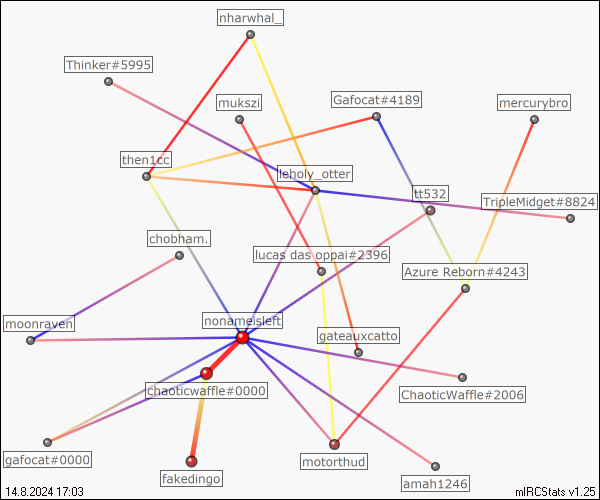 nharwhal_
Thinker#5995
mukszi
Gafocat#4189
mercurybro
then1cc
leholy_otter
tt532
TripleMidget#8824
chobham.
lucas das oppai#2396
Azure Reborn#4243
moonraven
nonameisleft
gateauxcatto
chaoticwaffle#0000
ChaoticWaffle#2006
gafocat#0000
motorthud
fakedingo
amah1246
14.8.2024 17:03
mIRCStats v1.25